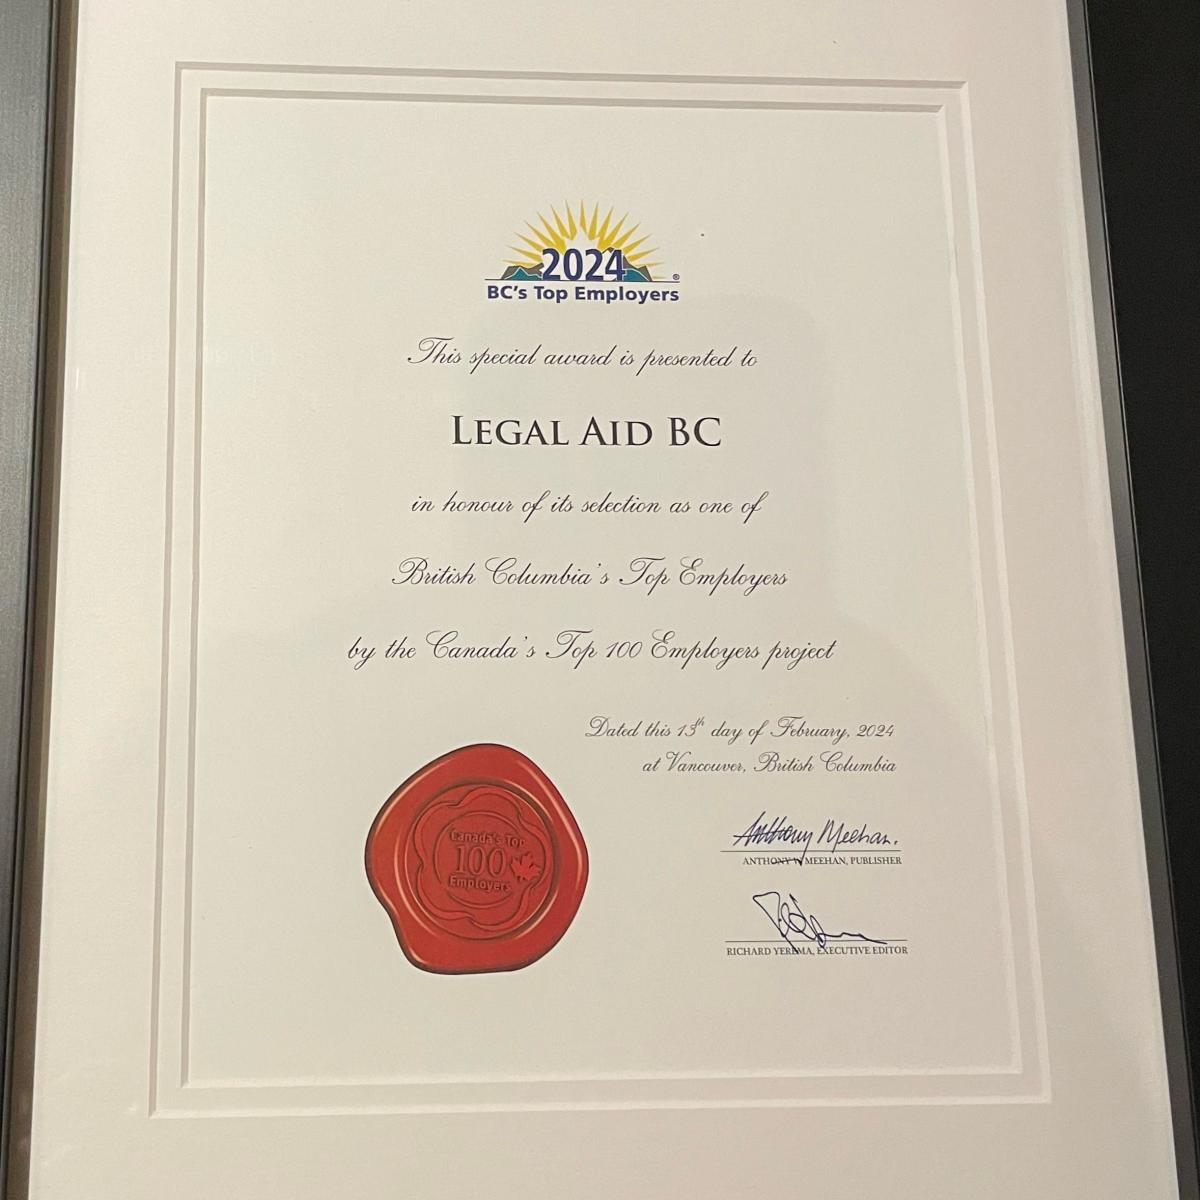 2024
BC's Top Employers®
This special award is presented to
LEGAL AID BC
in honour of its selection as one of
British Columbia's Top Employers
by the Canada's Top 100 Employers project
Dated this 13th day of February, 2024
at Vancouver, British Columbia
Canada's Top
100
Employers
Anthony Meehan.
ANTHONY W MEEHAN, PUBLISHER
RICHARD YEREMA, EXECUTIVE EDITOR